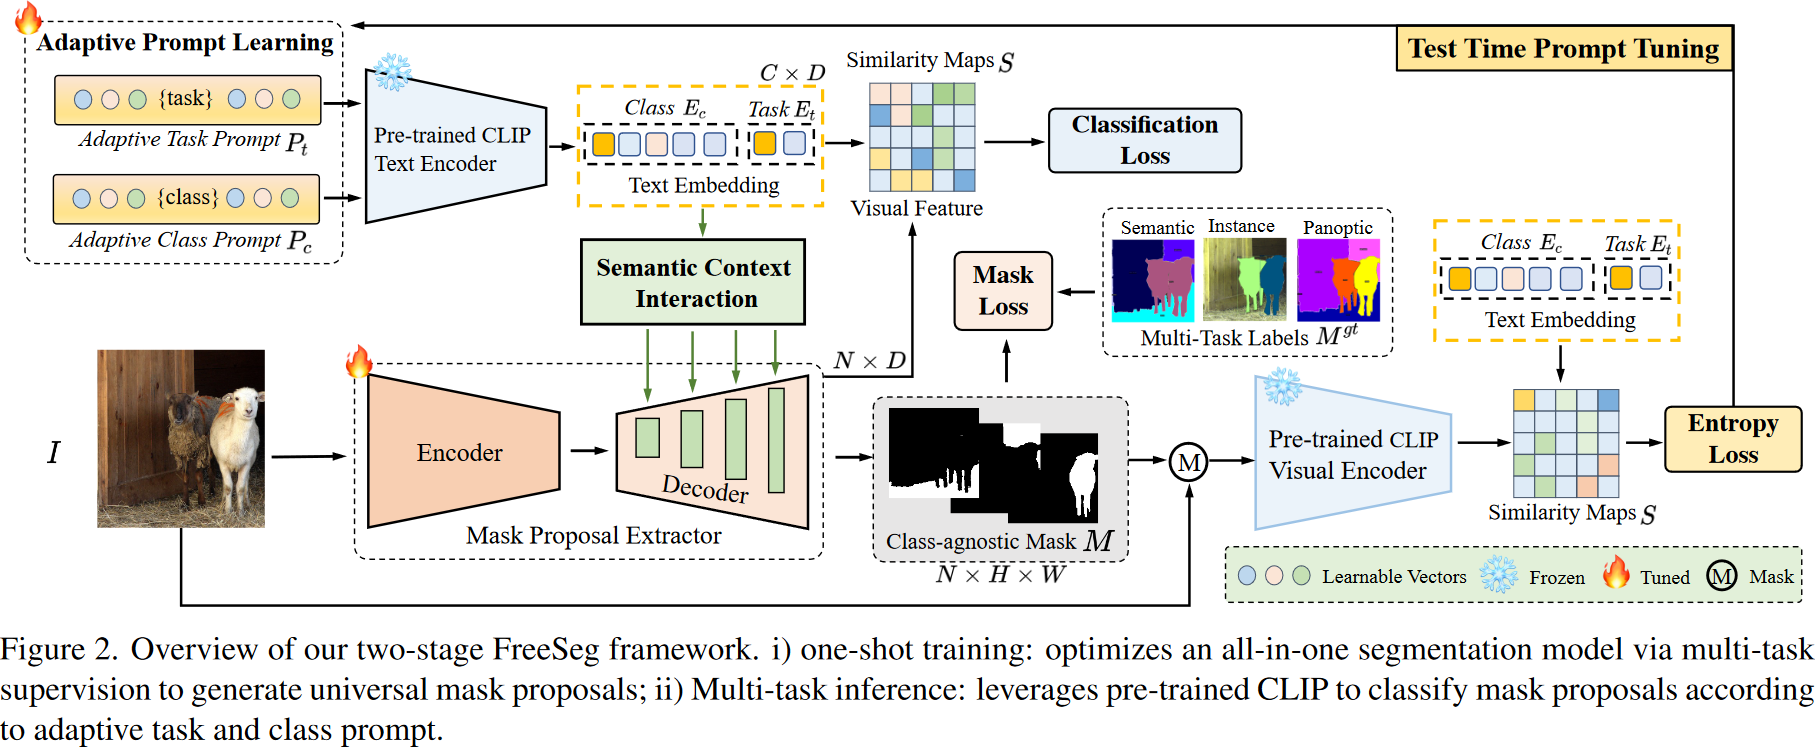 Adaptive Prompt Learning
{task}
Adaptive Task Prompt P_t
{class}
Adaptive Class Prompt P_c
Pre-trained CLIP
Text Encoder
C × D
Class E_c
Task E_t
Text Embedding
Similarity Maps S
Visual Feature
Classification
Loss
Test Time Prompt Tuning
Semantic Context
Interaction
Mask
Loss
Semantic
Instance
Panoptic
Multi-Task Labels M^{gt}
Class E_c
Task E_t
Text Embedding
I
Encoder
Decoder
Mask Proposal Extractor
N × D
Class-agnostic Mask M
N × H × W
M
Pre-trained CLIP
Visual Encoder
Similarity Maps S
Entropy
Loss
Learnable Vectors
Frozen
Tuned
M
Mask
Figure 2. Overview of our two-stage FreeSeg framework. i) one-shot training: optimizes an all-in-one segmentation model via multi-task
supervision to generate universal mask proposals; ii) Multi-task inference: leverages pre-trained CLIP to classify mask proposals according
to adaptive task and class prompt.